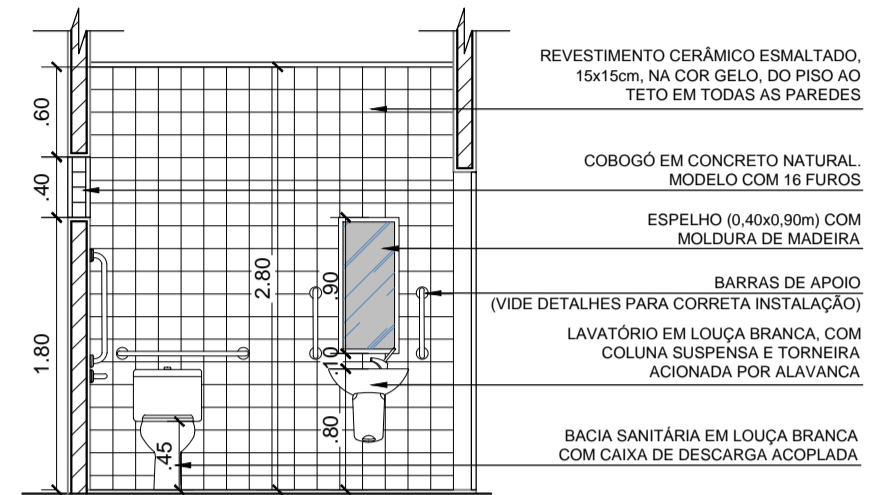 REVESTIMENTO CERÂMICO ESMALTADO,
15x15cm, NA COR GELO, DO PISO AO
TETO EM TODAS AS PAREDES
COBOGÓ EM CONCRETO NATURAL.
MODELO COM 16 FUROS
ESPELHO (0,40x0,90m) COM
MOLDURA DE MADEIRA
BARRAS DE APOIO
(VIDE DETALHES PARA CORRETA INSTALAÇÃO)
LAVATÓRIO EM LOUÇA BRANCA, COM
COLUNA SUSPENSA E TORNEIRA
ACIONADA POR ALAVANCA
BACIA SANITÁRIA EM LOUÇA BRANCA
COM CAIXA DE DESCARGA ACOPLADA
.60
.40
1.80
2.80
.90
.10
.80
.45